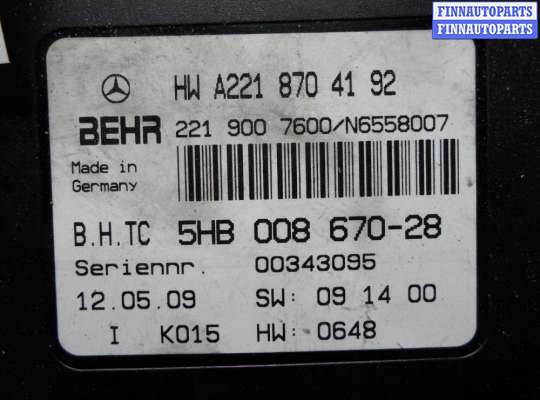 FINNAUTOPARTS
FINNAUTOPARTS
FINNAUTOPARTS
HW A221 870 41 92
BEHR 221 900 7600/N6558007
Made in
Germany
B.H.TC 5HB 008 670-28
Seriennr. 00343095
12.05.09 SW: 09 14 00
I K015 HW: 0648